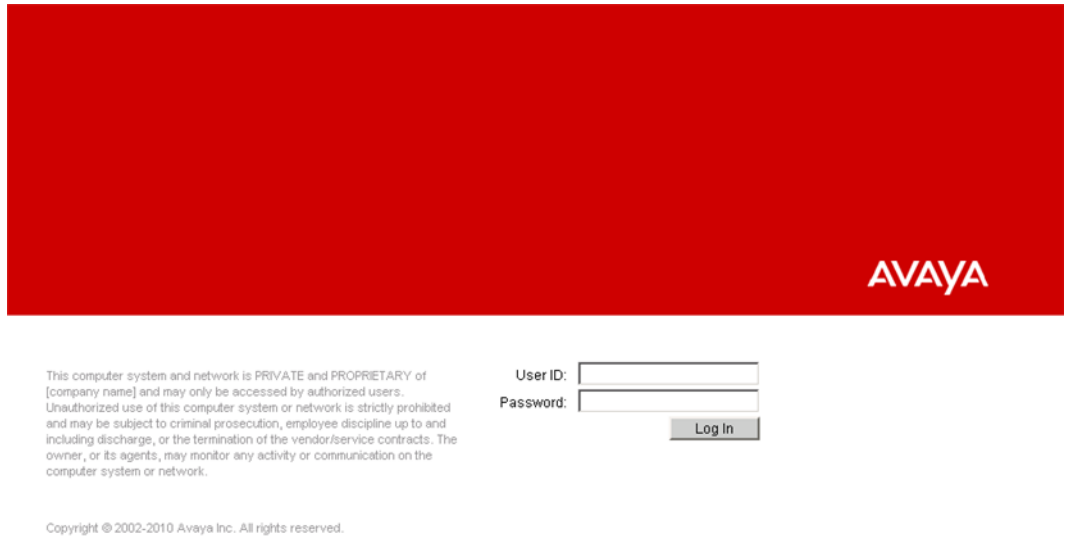 AVAYA
This computer system and network is PRIVATE and PROPRIETARY of
[company name] and may only be accessed by authorized users.
Unauthorized use of this computer system or network is strictly prohibited
and may be subject to criminal prosecution, employee discipline up to and
including discharge, or the termination of the vendor/service contracts. The
owner, or its agents, may monitor any activity or communication on the
computer system or network.
User ID:
Password:
Log In
Copyright © 2002-2010 Avaya Inc. All rights reserved.